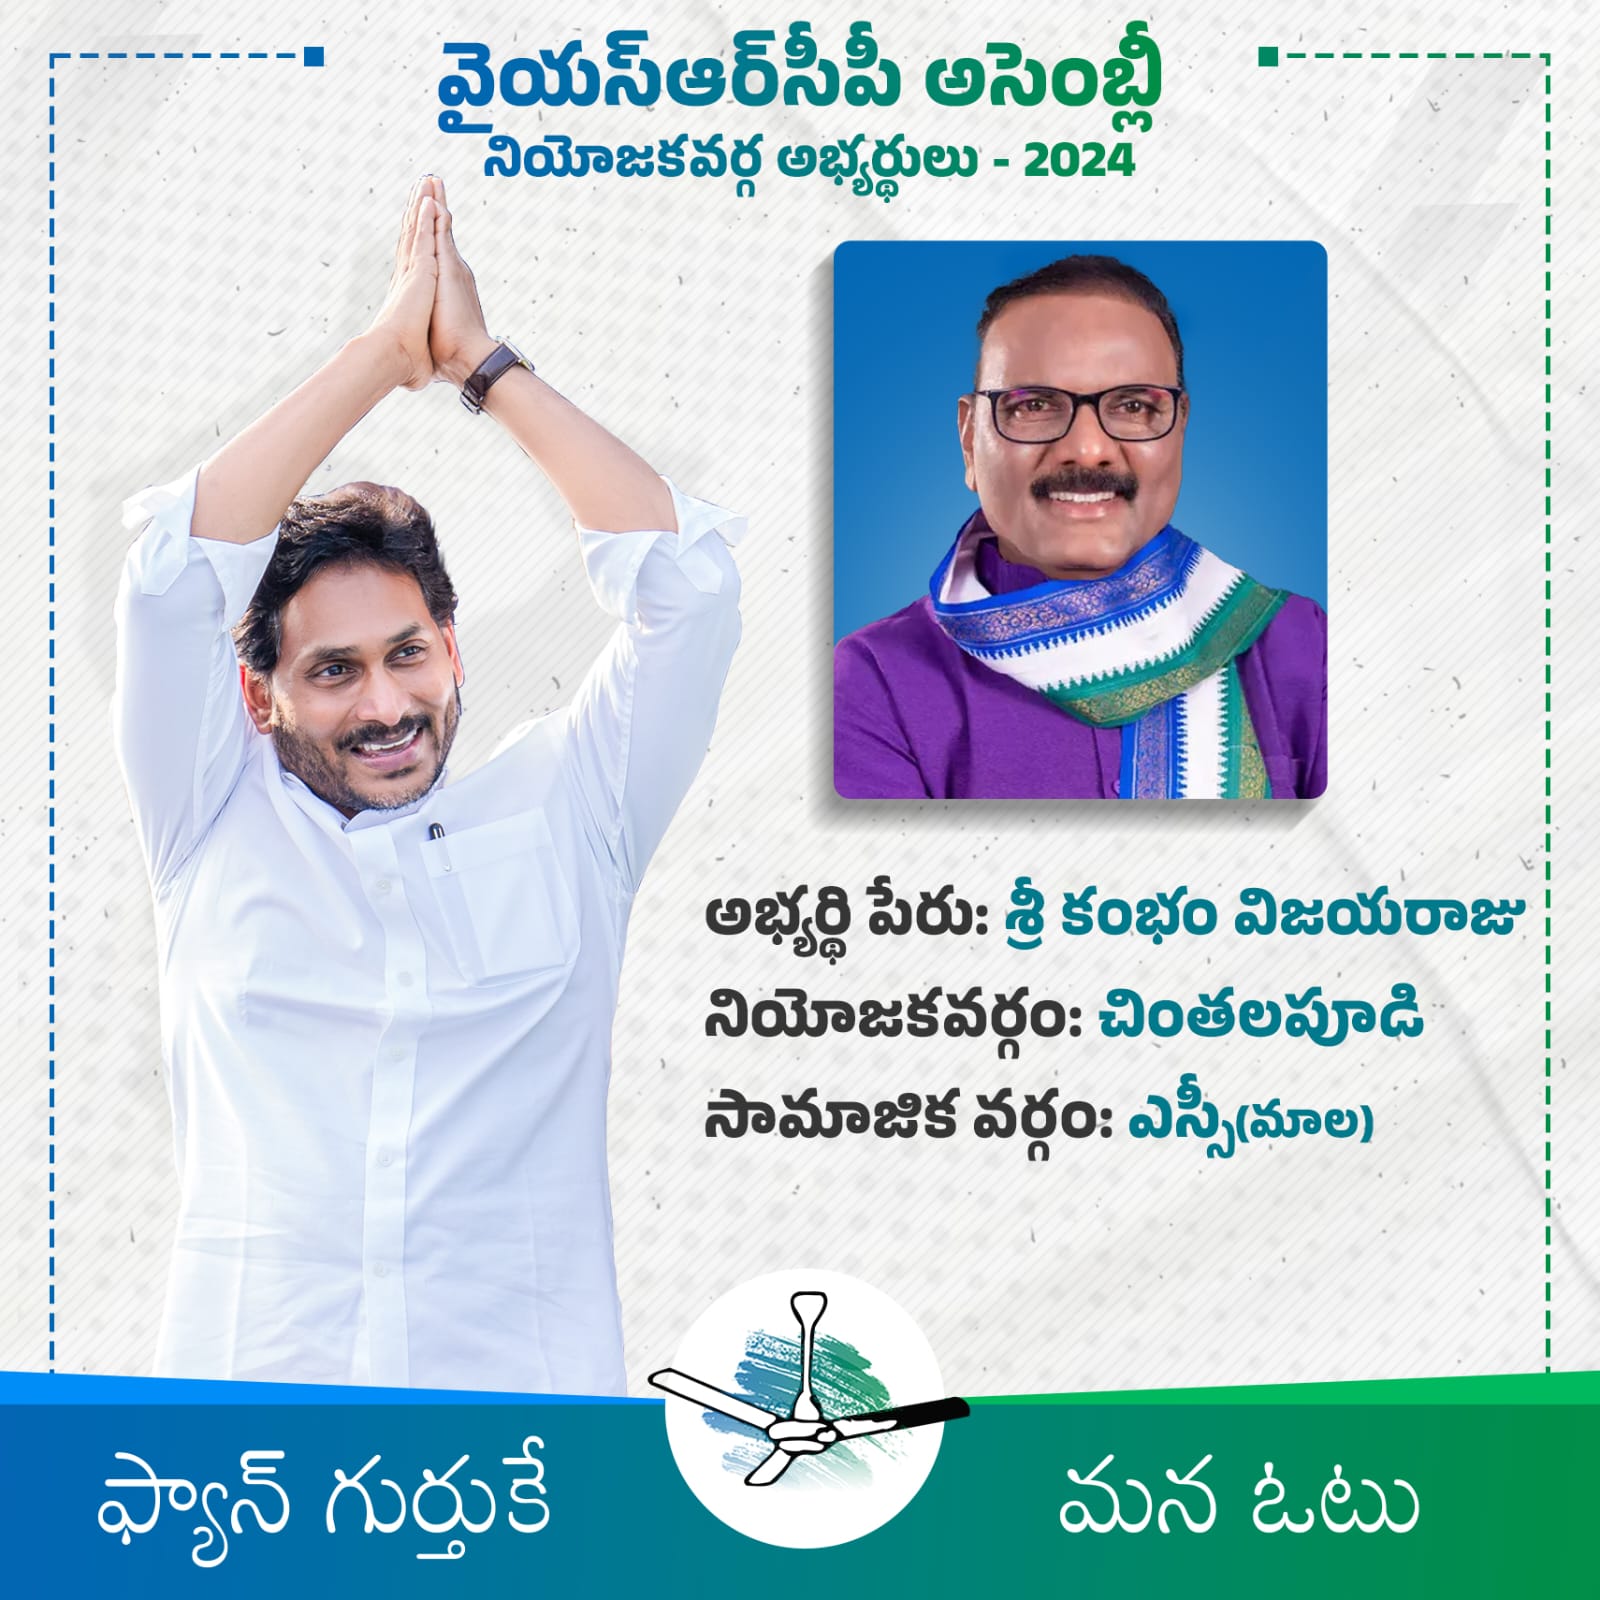 వైయస్ఆర్‌సీపీ అసెంబ్లీ
నియోజకవర్గ అభ్యర్థులు - 2024
అభ్యర్థి పేరు: శ్రీ కంభం విజయరాజు
నియోజకవర్గం: చింతలపూడి
సామాజిక వర్గం: ఎస్సీ(మాల)
ఫ్యాన్ గుర్తుకే మన ఓటు